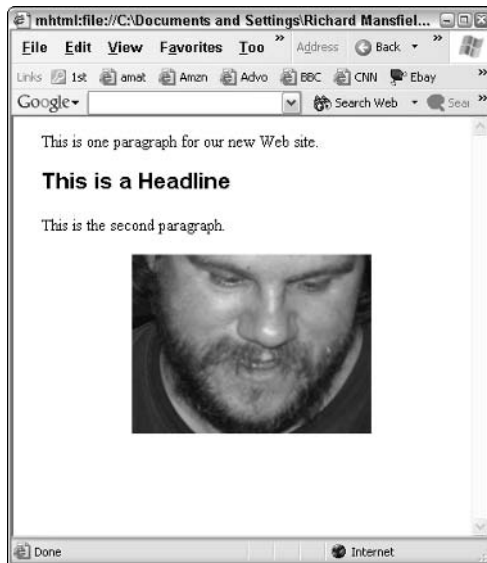 mhtml:file://C:\Documents and Settings\Richard Mansfiel...
File Edit View Favorites Too » Address Back »
Links 1st amat Amzn Advo BBC CNN Ebay »
Google Search Web Sear »
This is one paragraph for our new Web site.
This is a Headline
This is the second paragraph.
Done Internet